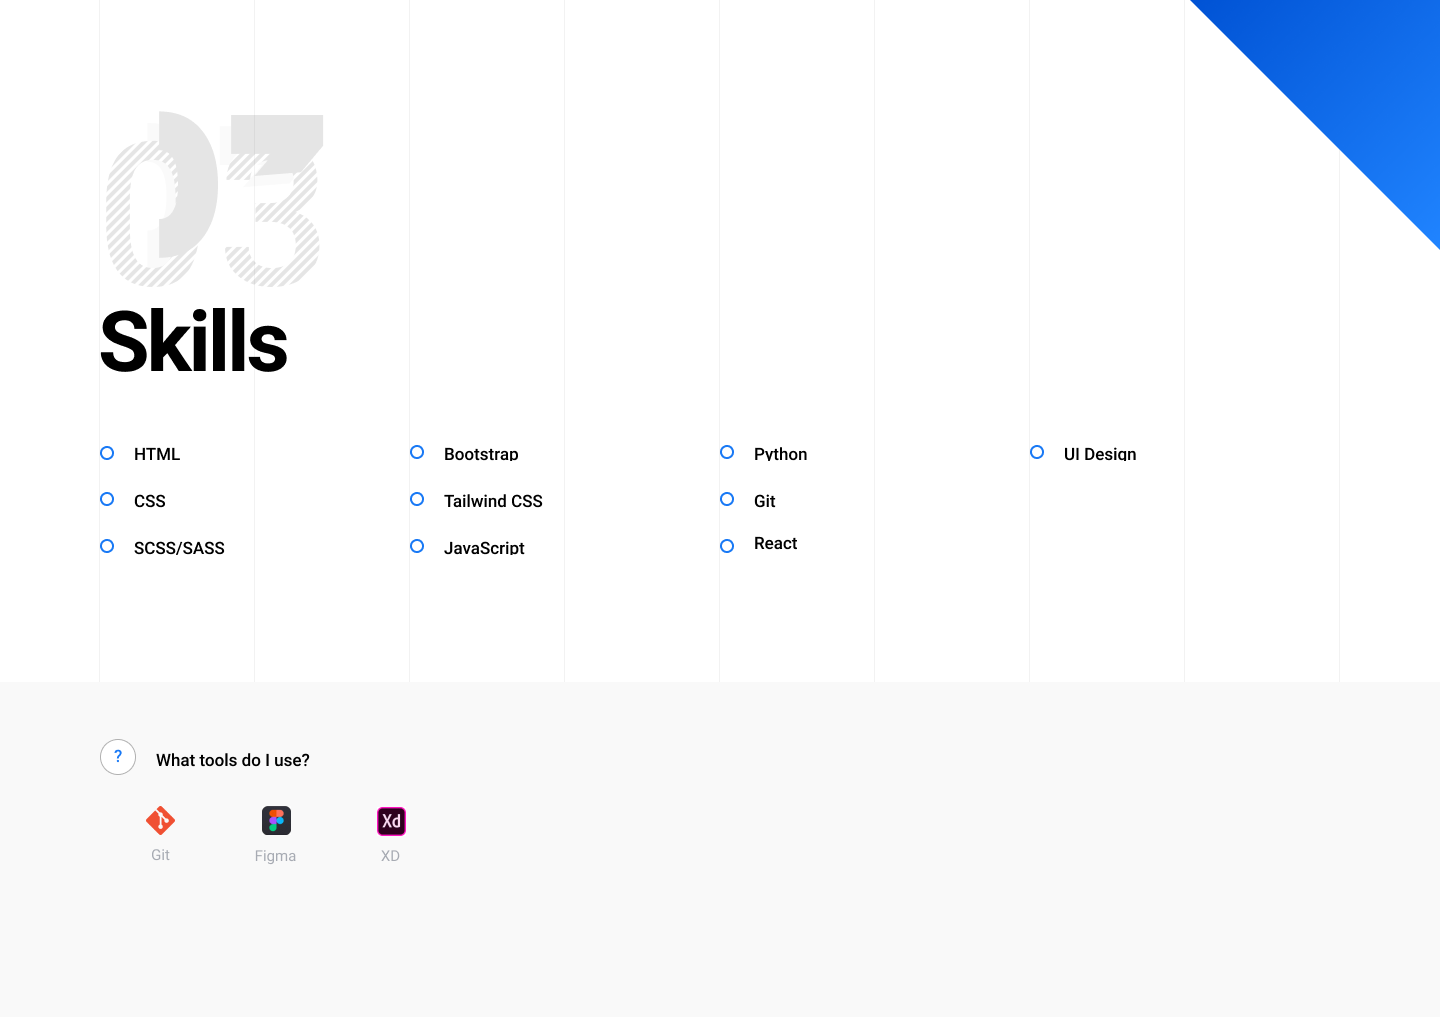 03
Skills
HTML
Bootstrap
Python
UI Design
CSS
Tailwind CSS
Git
SCSS/SASS
JavaScript
React
? What tools do I use?
Xd
Git
Figma
XD